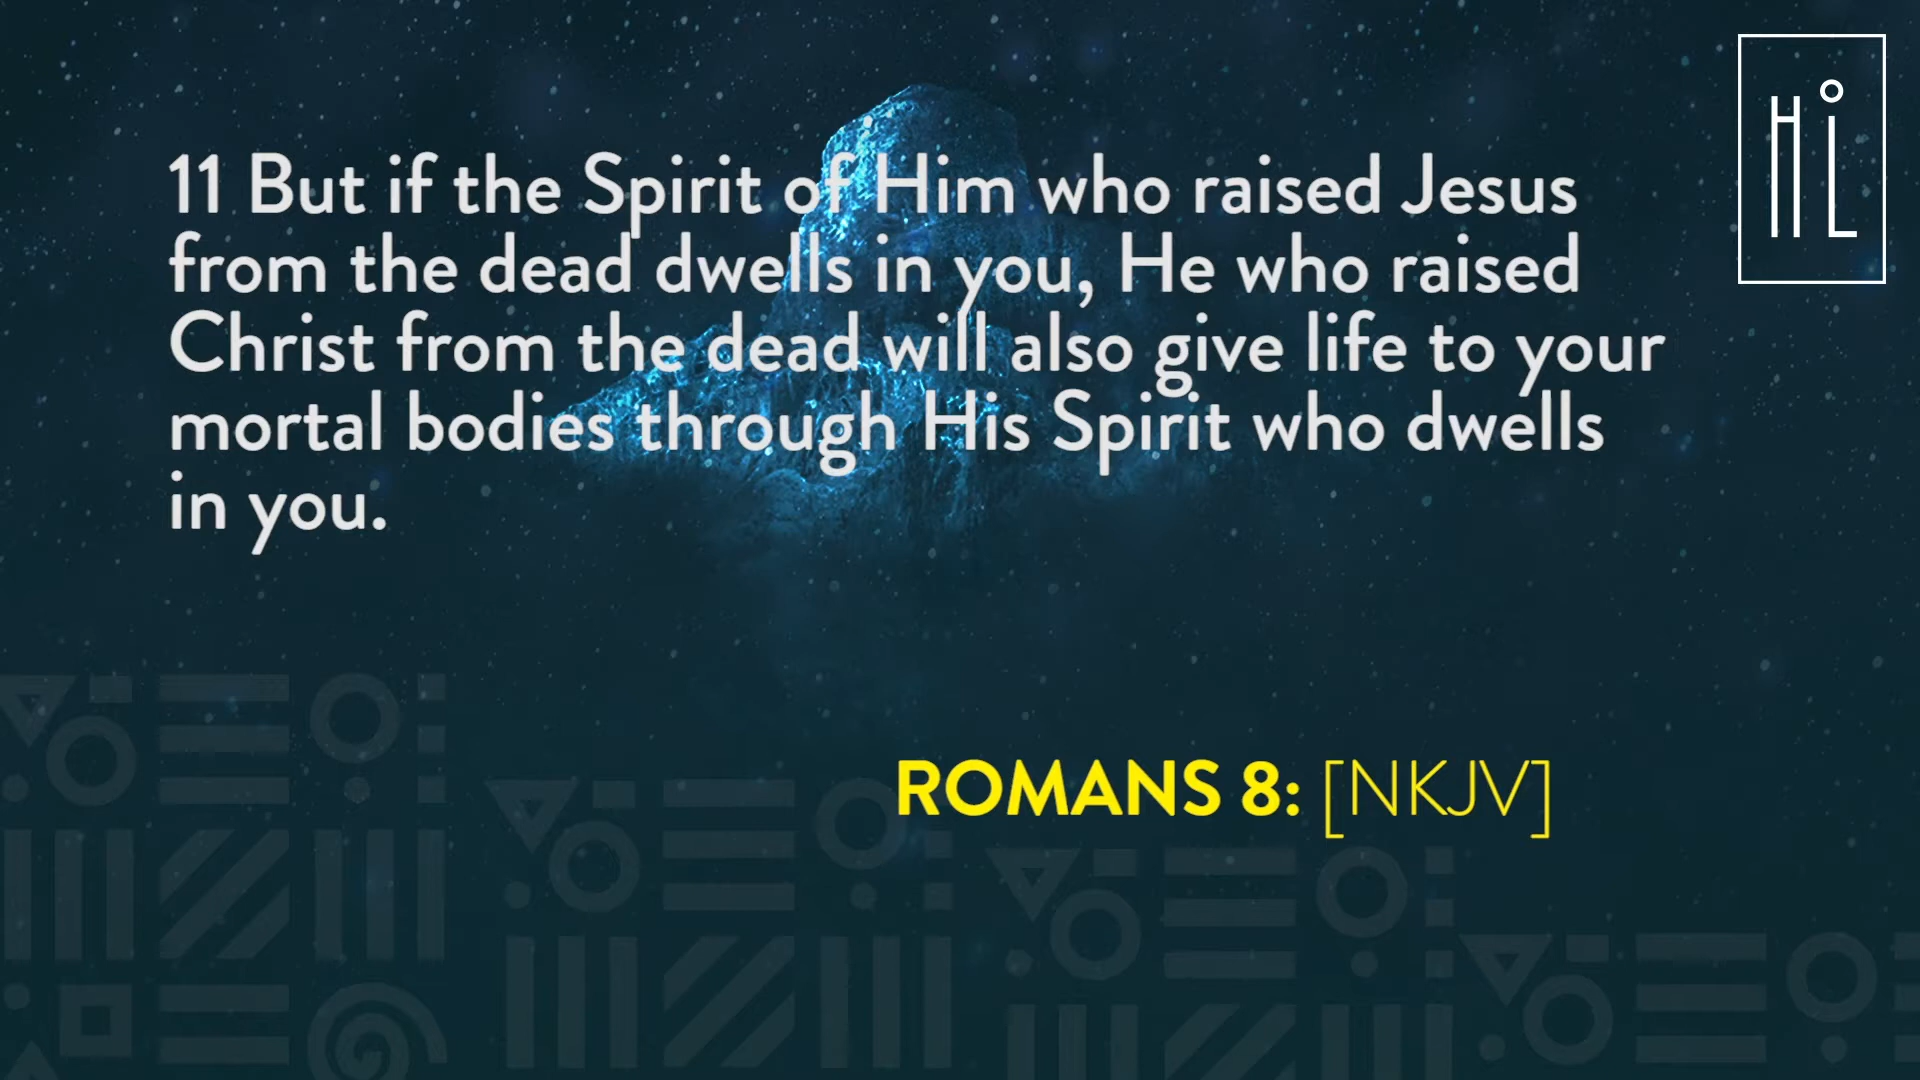 11 But if the Spirit of Him who raised Jesus
from the dead dwells in you, He who raised
Christ from the dead will also give life to your
mortal bodies through His Spirit who dwells
in you.
ROMANS 8: [NKJV]
HiL